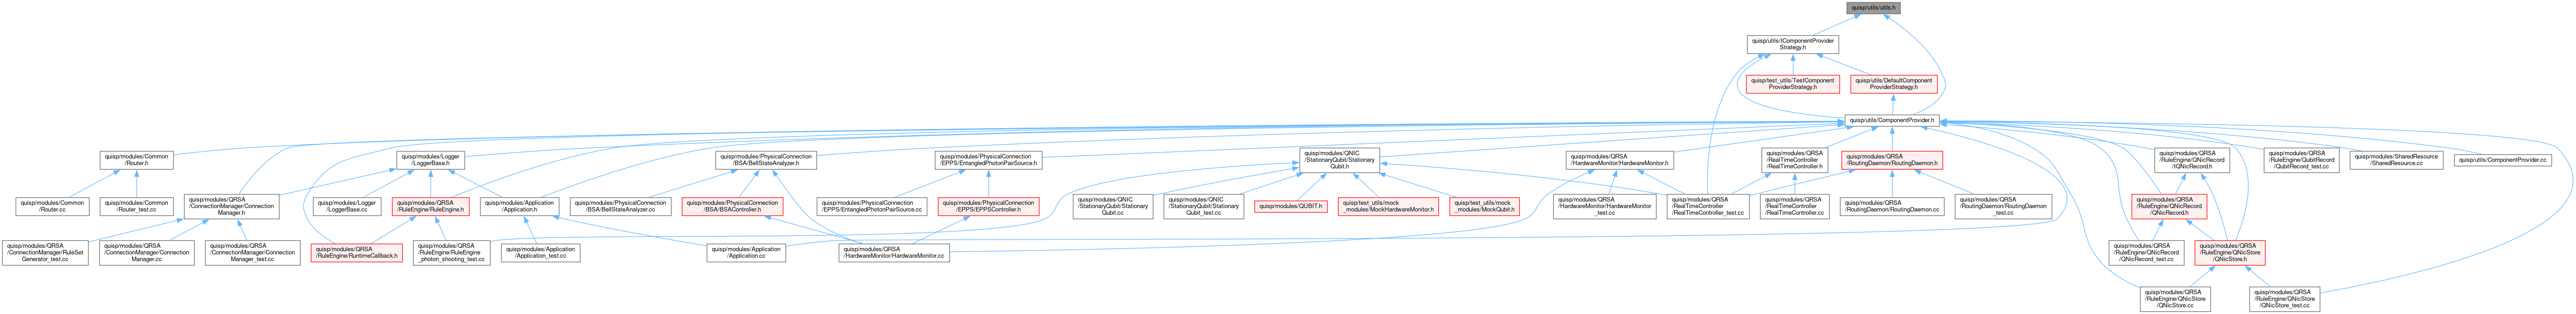 quisp/utils/utils.h
quisp/utils/IComponentProvider
Strategy.h
quisp/test_utils/TestComponent
ProviderStrategy.h
quisp/utils/DefaultComponent
ProviderStrategy.h
quisp/utils/ComponentProvider.h
quisp/modules/Common
/Router.h
quisp/modules/Logger
/LoggerBase.h
quisp/modules/PhysicalConnection
/BSA/BellStateAnalyzer.h
quisp/modules/PhysicalConnection
/EPPS/EntangledPhotonPairSource.h
quisp/modules/QNIC
/StationaryQubit/Stationary
Qubit.h
quisp/modules/QRSA
/HardwareMonitor/HardwareMonitor.h
quisp/modules/QRSA
/RealTimeController
/RealTimeController.h
quisp/modules/QRSA
/RoutingDaemon/RoutingDaemon.h
quisp/modules/QRSA
/RuleEngine/QNicRecord
/IQNicRecord.h
quisp/modules/QRSA
/RuleEngine/QubitRecord
/QubitRecord_test.cc
quisp/modules/SharedResource
/SharedResource.cc
quisp/utils/ComponentProvider.cc
quisp/modules/Common
/Router.cc
quisp/modules/Common
/Router_test.cc
quisp/modules/QRSA
/ConnectionManager/Connection
Manager.h
quisp/modules/Logger
/LoggerBase.cc
quisp/modules/QRSA
/RuleEngine/RuleEngine.h
quisp/modules/Application
/Application.h
quisp/modules/PhysicalConnection
/BSA/BellStateAnalyzer.cc
quisp/modules/PhysicalConnection
/BSA/BSAController.h
quisp/modules/PhysicalConnection
/EPPS/EntangledPhotonPairSource.cc
quisp/modules/PhysicalConnection
/EPPS/EPPSController.h
quisp/modules/QNIC
/StationaryQubit/Stationary
Qubit.cc
quisp/modules/QNIC
/StationaryQubit/Stationary
Qubit_test.cc
quisp/modules/QUBIT.h
quisp/test_utils/mock
_modules/MockHardwareMonitor.h
quisp/test_utils/mock
_modules/MockQubit.h
quisp/modules/QRSA
/HardwareMonitor/HardwareMonitor
_test.cc
quisp/modules/QRSA
/RealTimeController
/RealTimeController_test.cc
quisp/modules/QRSA
/RealTimeController
/RealTimeController.cc
quisp/modules/QRSA
/RoutingDaemon/RoutingDaemon.cc
quisp/modules/QRSA
/RoutingDaemon/RoutingDaemon
_test.cc
quisp/modules/QRSA
/RuleEngine/QNicRecord
/QNicRecord.h
quisp/modules/QRSA
/ConnectionManager/RuleSet
Generator_test.cc
quisp/modules/QRSA
/ConnectionManager/Connection
Manager.cc
quisp/modules/QRSA
/ConnectionManager/Connection
Manager_test.cc
quisp/modules/QRSA
/RuleEngine/RuntimeCallback.h
quisp/modules/QRSA
/RuleEngine/RuleEngine
_photon_shooting_test.cc
quisp/modules/Application
/Application_test.cc
quisp/modules/Application
/Application.cc
quisp/modules/QRSA
/HardwareMonitor/HardwareMonitor.cc
quisp/modules/QRSA
/RuleEngine/QNicRecord
/QNicRecord_test.cc
quisp/modules/QRSA
/RuleEngine/QNicStore
/QNicStore.h
quisp/modules/QRSA
/RuleEngine/QNicStore
/QNicStore.cc
quisp/modules/QRSA
/RuleEngine/QNicStore
/QNicStore_test.cc